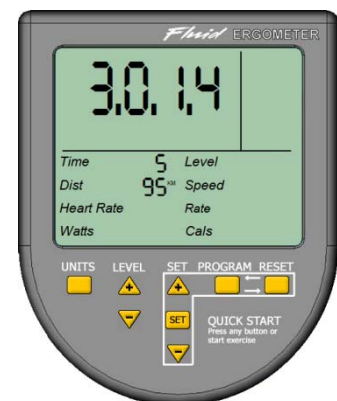 Fluid ERGOMETER
3.0.1.4
Time 5 Level
Dist 95 KM Speed
Heart Rate Rate
Watts Cals
UNITS LEVEL SET PROGRAM RESET
SET
QUICK START
Press any button or
start exercise